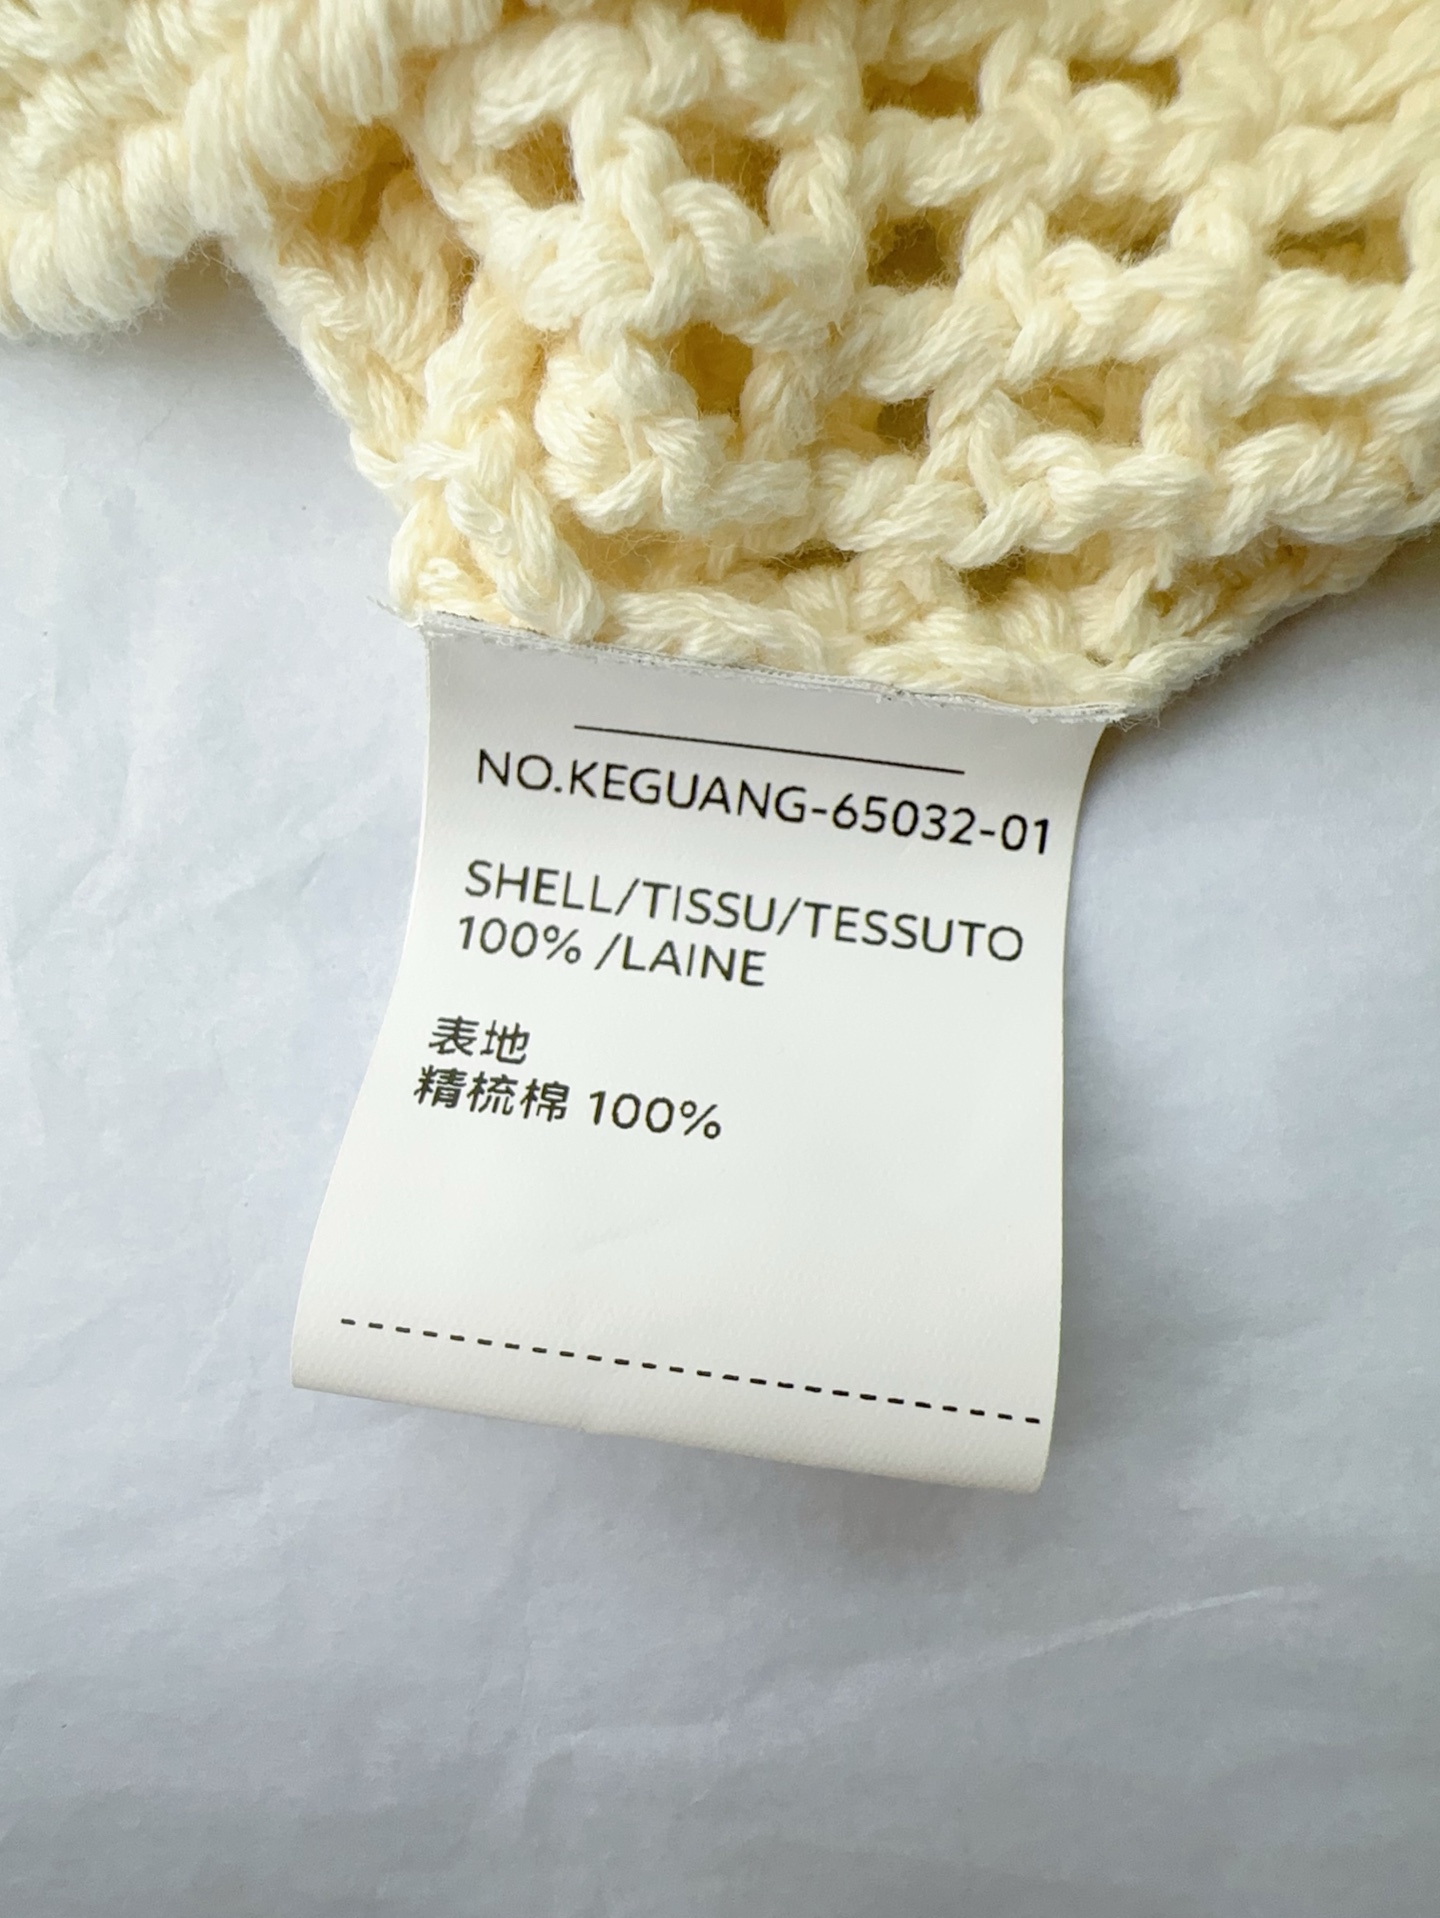 NO.KEGUANG-65032-01
SHELL/TISSU/TESSUTO
100% /LAINE
表地
精梳棉 100%